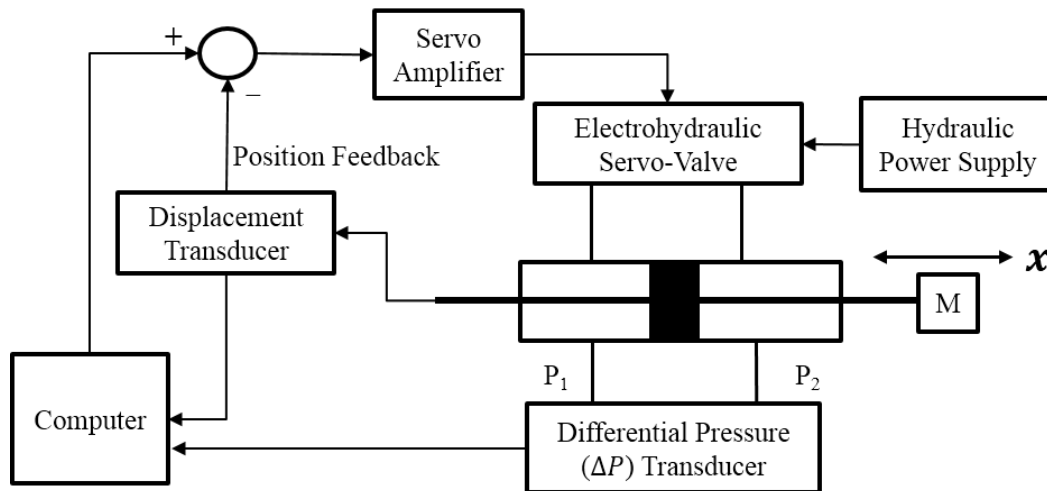 +
Servo
Amplifier
−
Electrohydraulic
Servo-Valve
Hydraulic
Power Supply
Position Feedback
Displacement
Transducer
x
M
P₁
P₂
Computer
Differential Pressure
(ΔP) Transducer